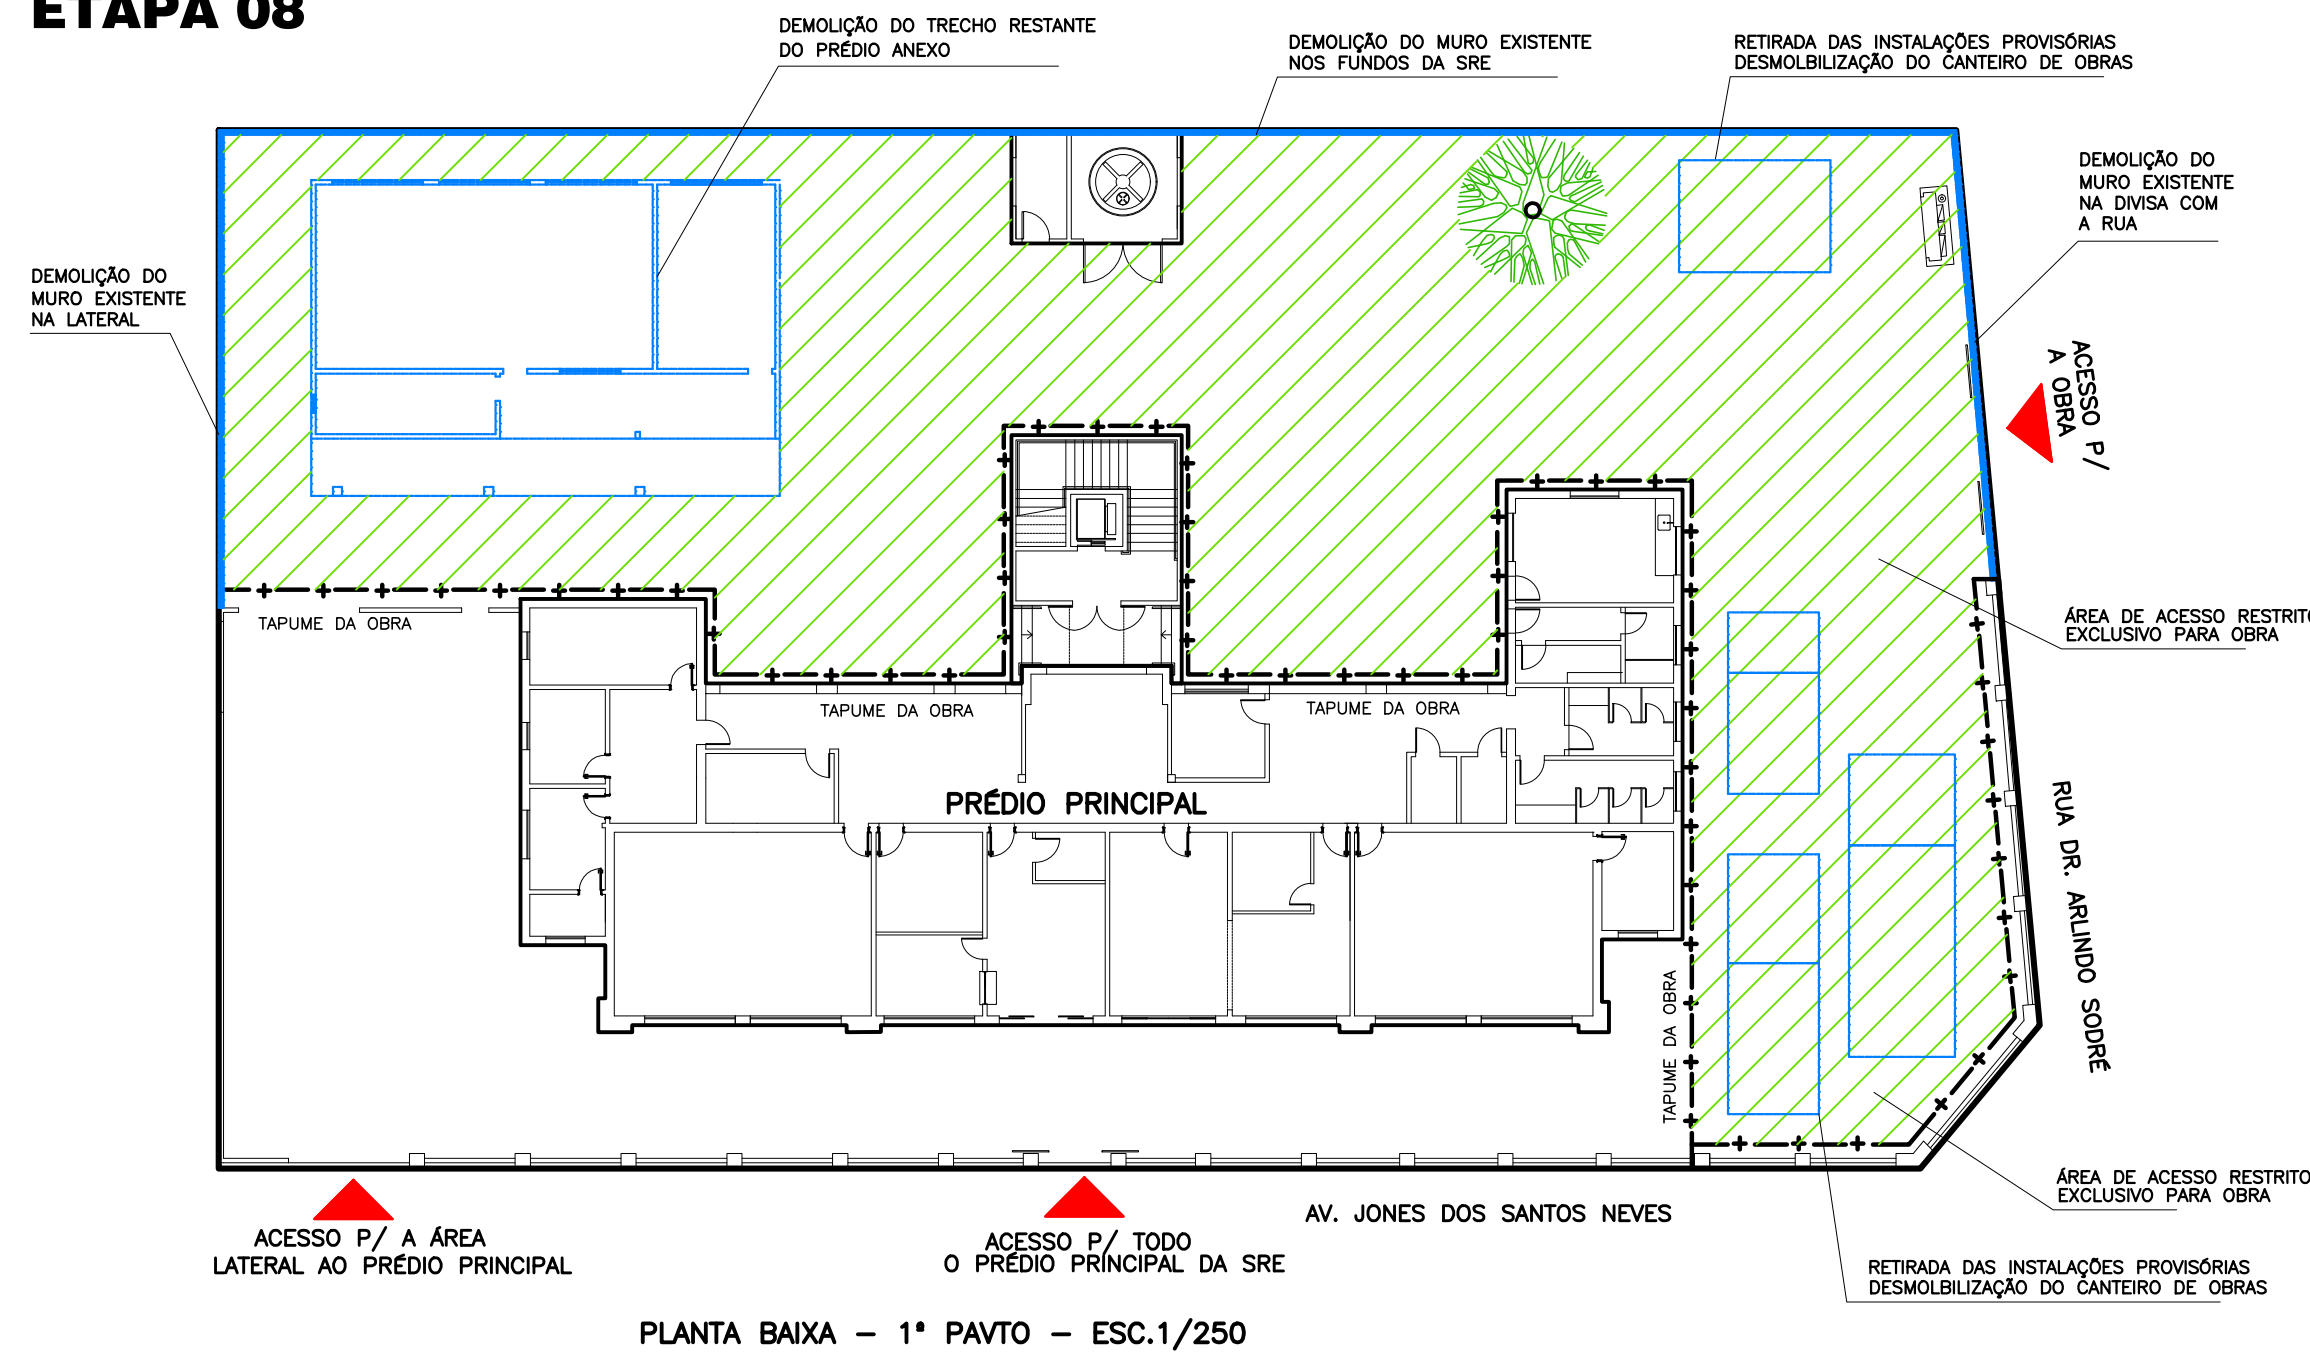 ETAPA 08
DEMOLIÇÃO DO TRECHO RESTANTE
DO PRÉDIO ANEXO
DEMOLIÇÃO DO MURO EXISTENTE
NOS FUNDOS DA SRE
RETIRADA DAS INSTALAÇÕES PROVISÓRIAS
DESMOLBILIZAÇÃO DO CANTEIRO DE OBRAS
DEMOLIÇÃO DO
MURO EXISTENTE
NA DIVISA COM
A RUA
DEMOLIÇÃO DO
MURO EXISTENTE
NA LATERAL
ACESSO P/
A OBRA
TAPUME DA OBRA
ÁREA DE ACESSO RESTRITO
EXCLUSIVO PARA OBRA
TAPUME DA OBRA
TAPUME DA OBRA
PRÉDIO PRINCIPAL
RUA DR. ARLINDO SODRÉ
TAPUME DA OBRA
ÁREA DE ACESSO RESTRITO
EXCLUSIVO PARA OBRA
ACESSO P/ A ÁREA
LATERAL AO PRÉDIO PRINCIPAL
ACESSO P/ TODO
O PRÉDIO PRINCIPAL DA SRE
AV. JONES DOS SANTOS NEVES
RETIRADA DAS INSTALAÇÕES PROVISÓRIAS
DESMOLBILIZAÇÃO DO CANTEIRO DE OBRAS
PLANTA BAIXA - 1ª PAVTO - ESC.1/250